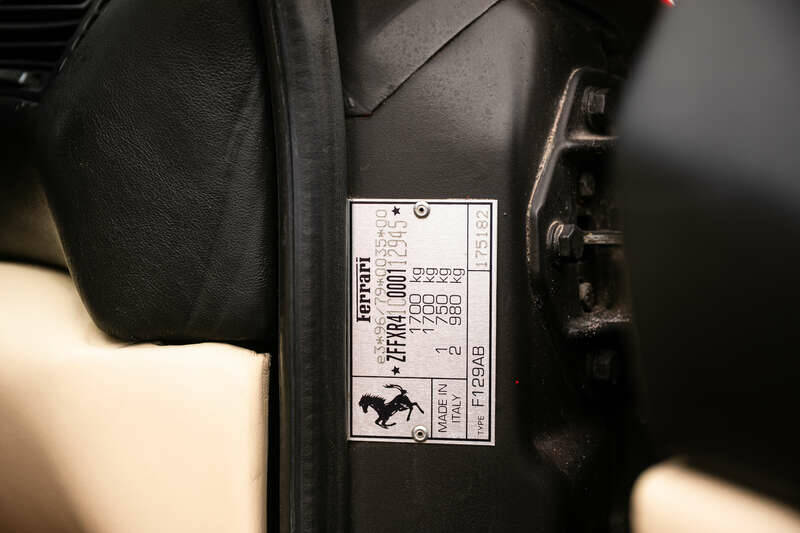 Ferrari
e3*96/79*0035*00
★ZFFXR41C000112945★
1700 kg
1700 kg
1 750 kg
2 980 kg
MADE IN
ITALY
TYPE F129AB
175182